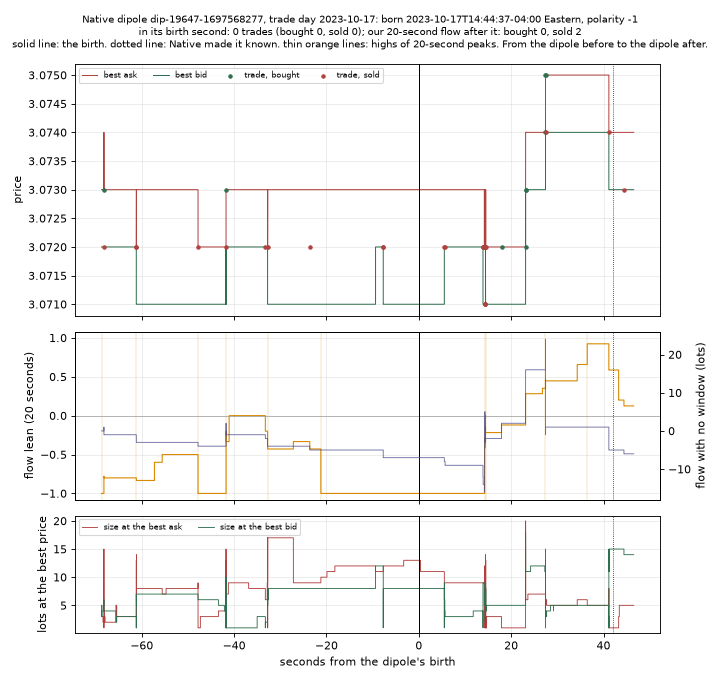 Native dipole dip-19647-1697568277, trade day 2023-10-17: born 2023-10-17T14:44:37-04:00 Eastern, polarity -1
in its birth second: 0 trades (bought 0, sold 0); our 20-second flow after it: bought 0, sold 2
solid line: the birth. dotted line: Native made it known. thin orange lines: highs of 20-second peaks. From the dipole before to the dipole after.
best ask
best bid
trade, bought
trade, sold
3.0750
3.0745
3.0740
3.0735
3.0730
3.0725
3.0720
3.0715
3.0710
price
1.0
0.5
0.0
−0.5
−1.0
flow lean (20 seconds)
20
10
0
−10
flow with no window (lots)
size at the best ask
size at the best bid
20
15
10
5
lots at the best price
−60
−40
−20
0
20
40
seconds from the dipole's birth